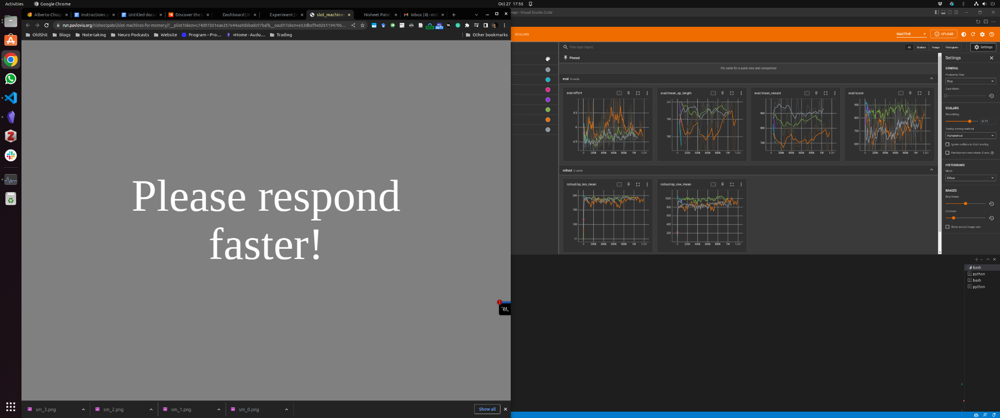 Activities
Google Chrome
Oct 27 17:55
Alberto Chiap
instructions p
Untitled docu
Discover the t
Dashboard | N
Experiment | n
slot_machines
Nisheet Patel
Inbox (4) - nis
nge - Visual Studio Code
run.pavlovia.org/nisheetpatel/slot-machines-for-memory/?__pilotToken=c74d97b01eae257e44aa9d5bade97baf&__oauthToken=e53dbef9e0261194705...
OldShit
Blogs
Note-taking
Neuro Podcasts
Website
Program – Pro...
+Home - Audu...
Trading
Other bookmarks
Please respond
faster!
sm_3.png
sm_2.png
sm_1.png
sm_0.png
Show all
SCALARS
INACTIVE
UPLOAD
Filter tags (regex)
All
Scalars
Image
Histogram
Settings
Pinned
Pin cards for a quick view and comparison
eval 4 cards
eval/effort
-5.5
-6
-6.5
0 200k 400k 600k 800k 1M 1.2M
eval/mean_ep_length
200
190
180
0 200k 400k 600k 800k 1M 1.2M
eval/mean_reward
900
800
700
0 200k 400k 600k 800k 1M 1.2M
eval/score
900
800
700
600
0 200k 400k 600k 800k 1M 1.2M
rollout 2 cards
rollout/ep_len_mean
200
150
100
50
0 200k 400k 600k 800k 1M 1.2M
rollout/ep_rew_mean
1000
800
600
400
200
0 200k 400k 600k 800k 1M 1.2M
Settings
GENERAL
Horizontal Axis
Step
Card Width
SCALARS
Smoothing
0.74
Tooltip sorting method
Alphabetical
Ignore outliers in chart scaling
Partition non-monotonic X axis
HISTOGRAMS
Mode
Offset
IMAGES
Brightness
Contrast
Show actual image size
bash
python
bash
python